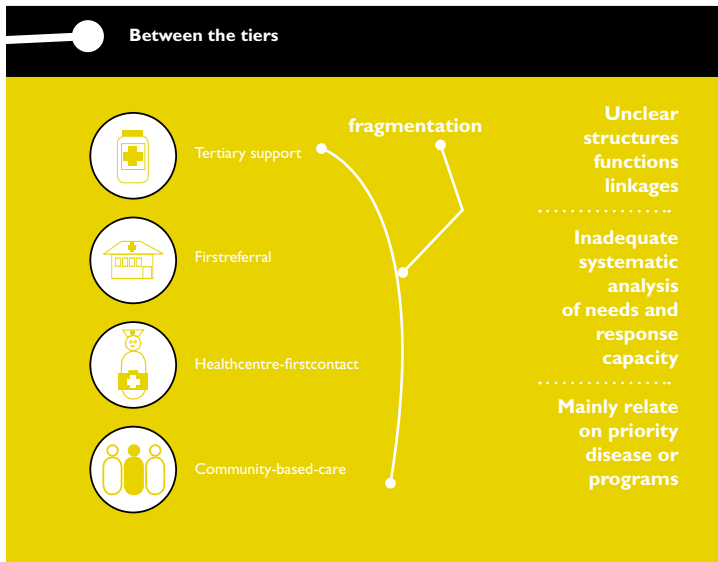 Between the tiers
fragmentation
Tertiary support
Firstreferral
Healthcentre-firstcontact
Community-based-care
Unclear
structures
functions
linkages
Inadequate
systematic
analysis
of needs and
response
capacity
Mainly relate
on priority
disease or
programs